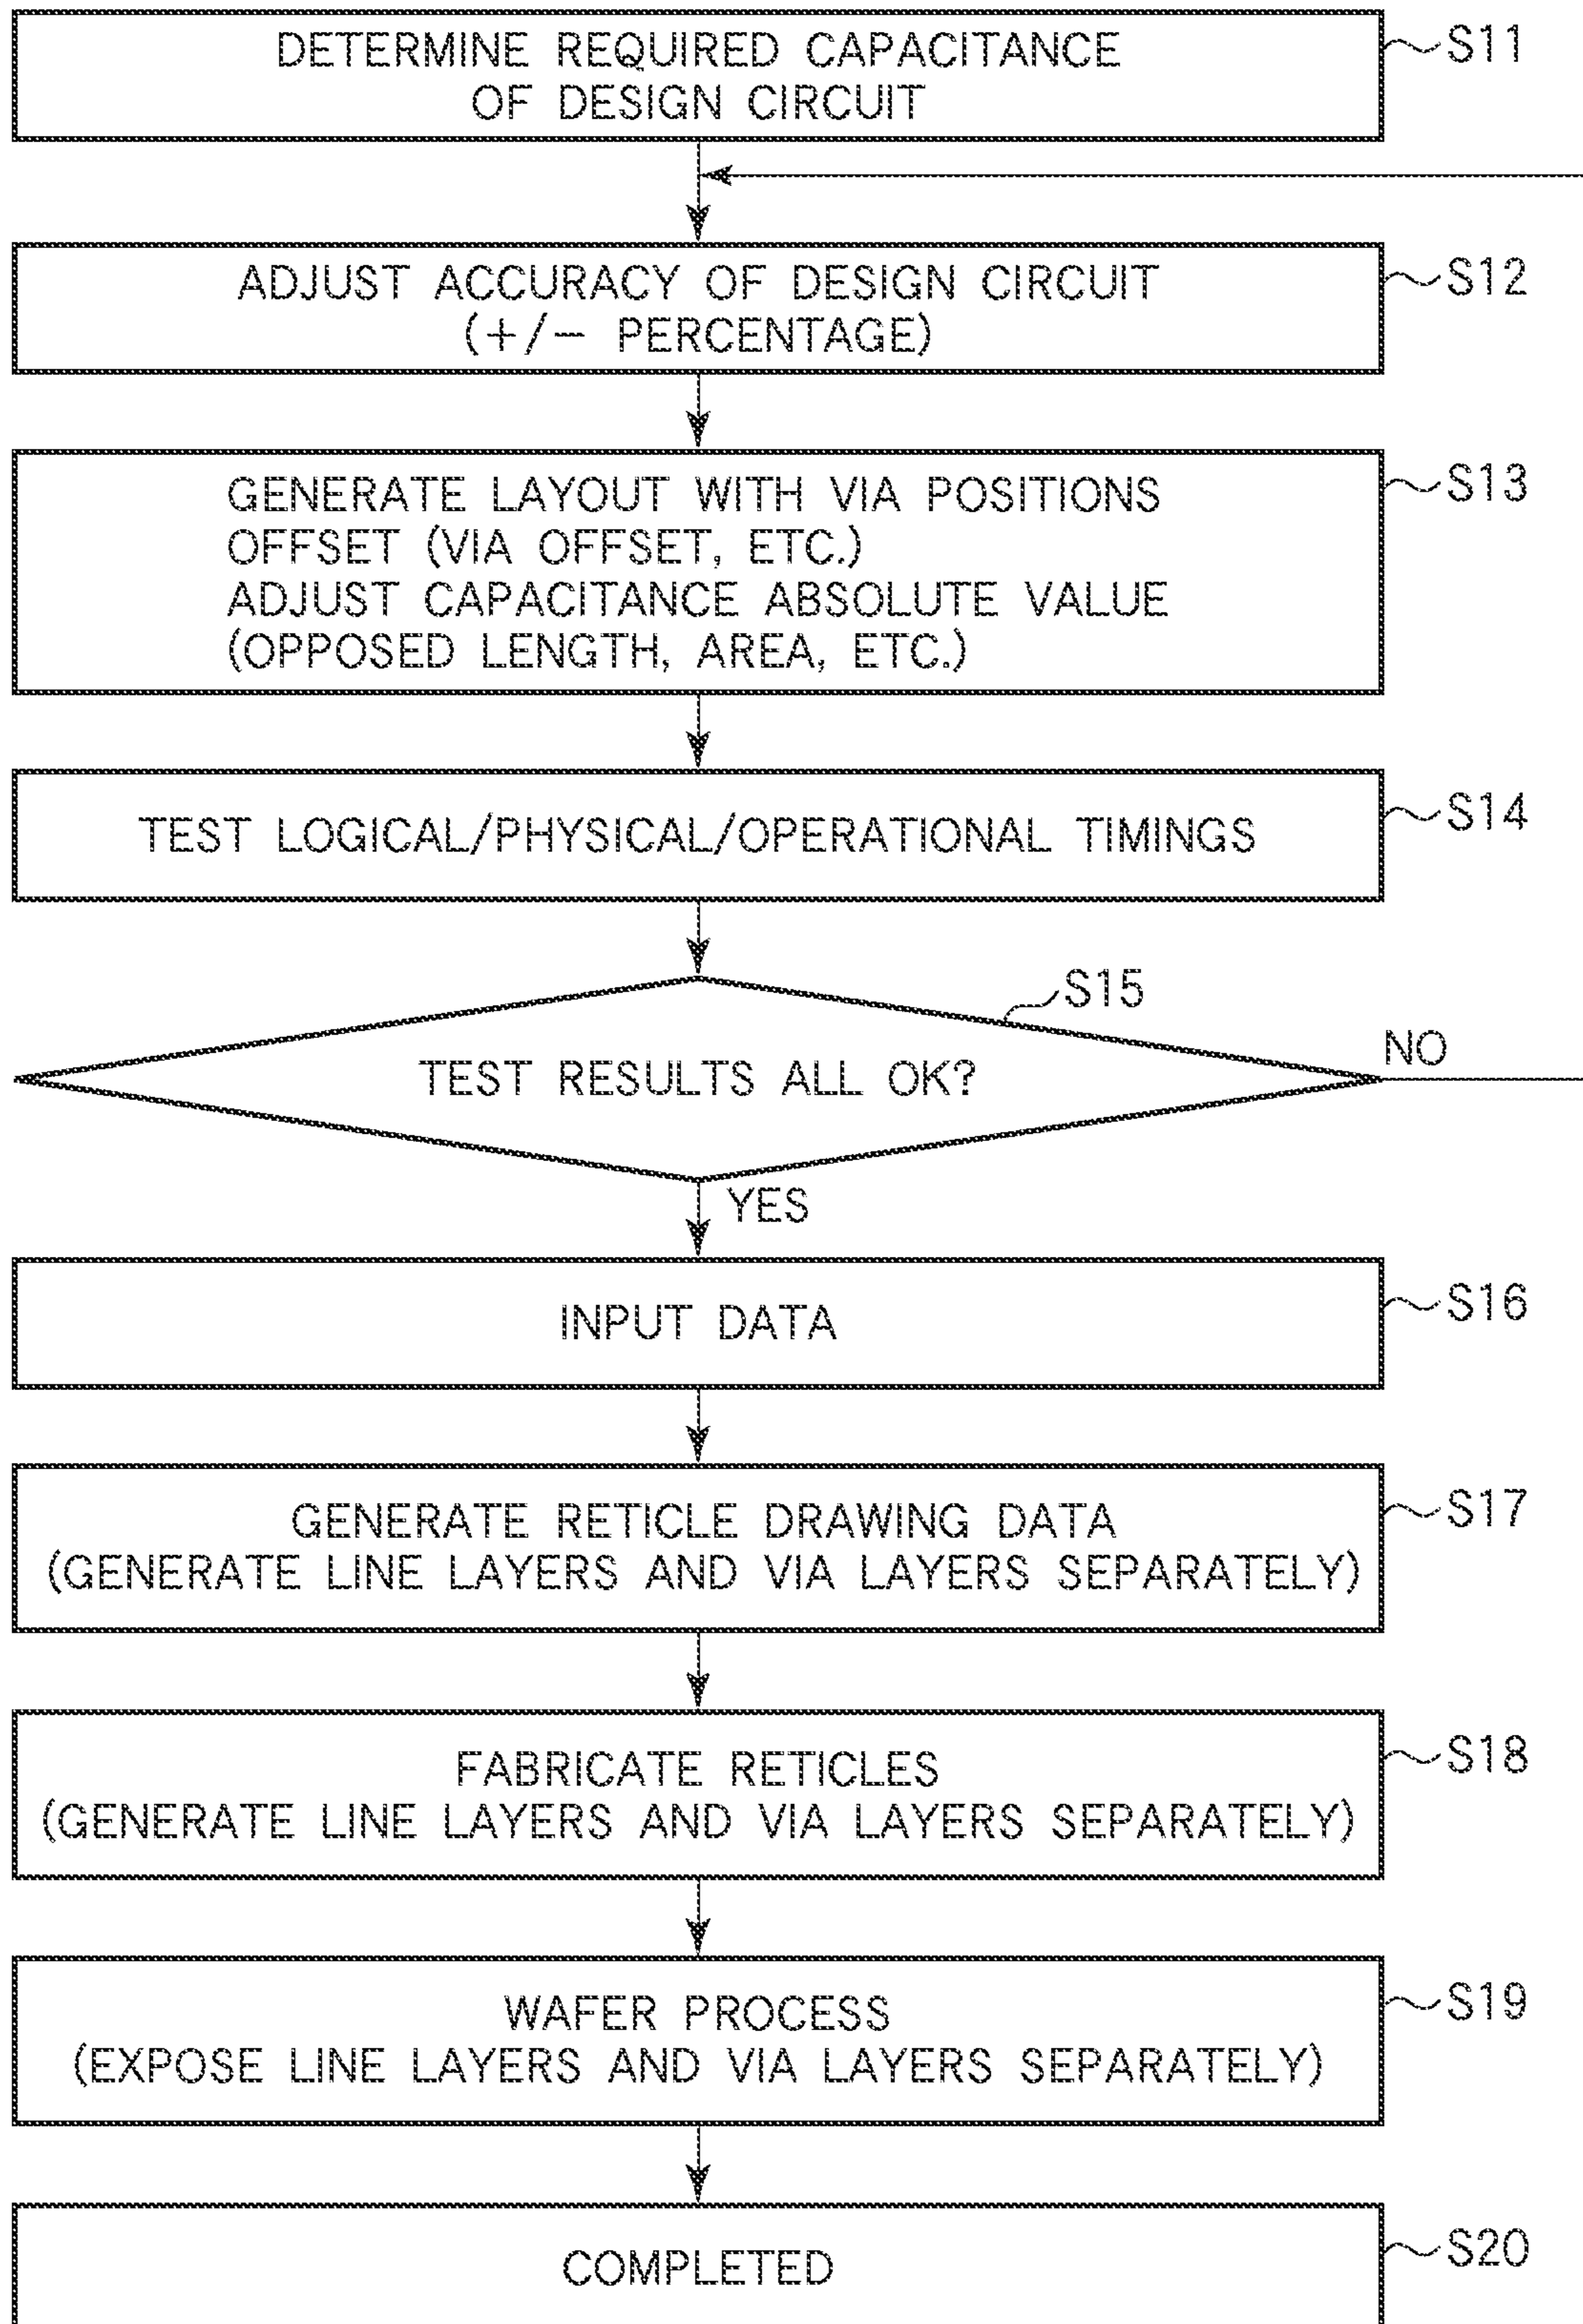 DETERMINE REQUIRED CAPACITANCE
OF DESIGN CIRCUIT
S11
ADJUST ACCURACY OF DESIGN CIRCUIT
(+/− PERCENTAGE)
S12
GENERATE LAYOUT WITH VIA POSITIONS
OFFSET (VIA OFFSET, ETC.)
ADJUST CAPACITANCE ABSOLUTE VALUE
(OPPOSED LENGTH, AREA, ETC.)
S13
TEST LOGICAL/PHYSICAL/OPERATIONAL TIMINGS
S14
S15
TEST RESULTS ALL OK?
NO
YES
INPUT DATA
S16
GENERATE RETICLE DRAWING DATA
(GENERATE LINE LAYERS AND VIA LAYERS SEPARATELY)
S17
FABRICATE RETICLES
(GENERATE LINE LAYERS AND VIA LAYERS SEPARATELY)
S18
WAFER PROCESS
(EXPOSE LINE LAYERS AND VIA LAYERS SEPARATELY)
S19
COMPLETED
S20